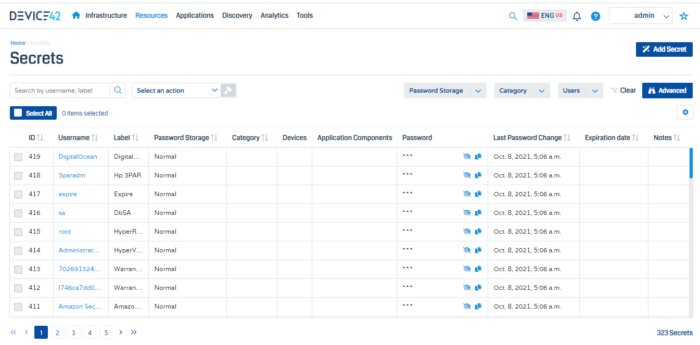 DEVICE42 Infrastructure Resources Applications Discovery Analytics Tools ENG US ? admin
Home Secrets
Secrets
Add Secret
Search by username, label Select an action Password Storage Category Users Clear Advanced
Select All 0 items selected
ID Username Label Password Storage Category Devices Application Components Password Last Password Change Expiration date Notes
419 DigitalOcean Digital... Normal *** Oct. 8, 2021, 5:06 a.m.
418 3paradm Hp 3PAR Normal *** Oct. 8, 2021, 5:06 a.m.
417 expire Expire Normal *** Oct. 8, 2021, 5:06 a.m.
416 sa DbSA Normal *** Oct. 8, 2021, 5:06 a.m.
415 root HyperR... Normal *** Oct. 8, 2021, 5:06 a.m.
414 Administrat... HyperV... Normal *** Oct. 8, 2021, 5:06 a.m.
413 702691324... Warran... Normal *** Oct. 8, 2021, 5:06 a.m.
412 l746ca7dd0... Warran... Normal *** Oct. 8, 2021, 5:06 a.m.
411 Amazon Sec... Amazo... Normal *** Oct. 8, 2021, 5:06 a.m.
« ‹ 1 2 3 4 5 › » 323 Secrets